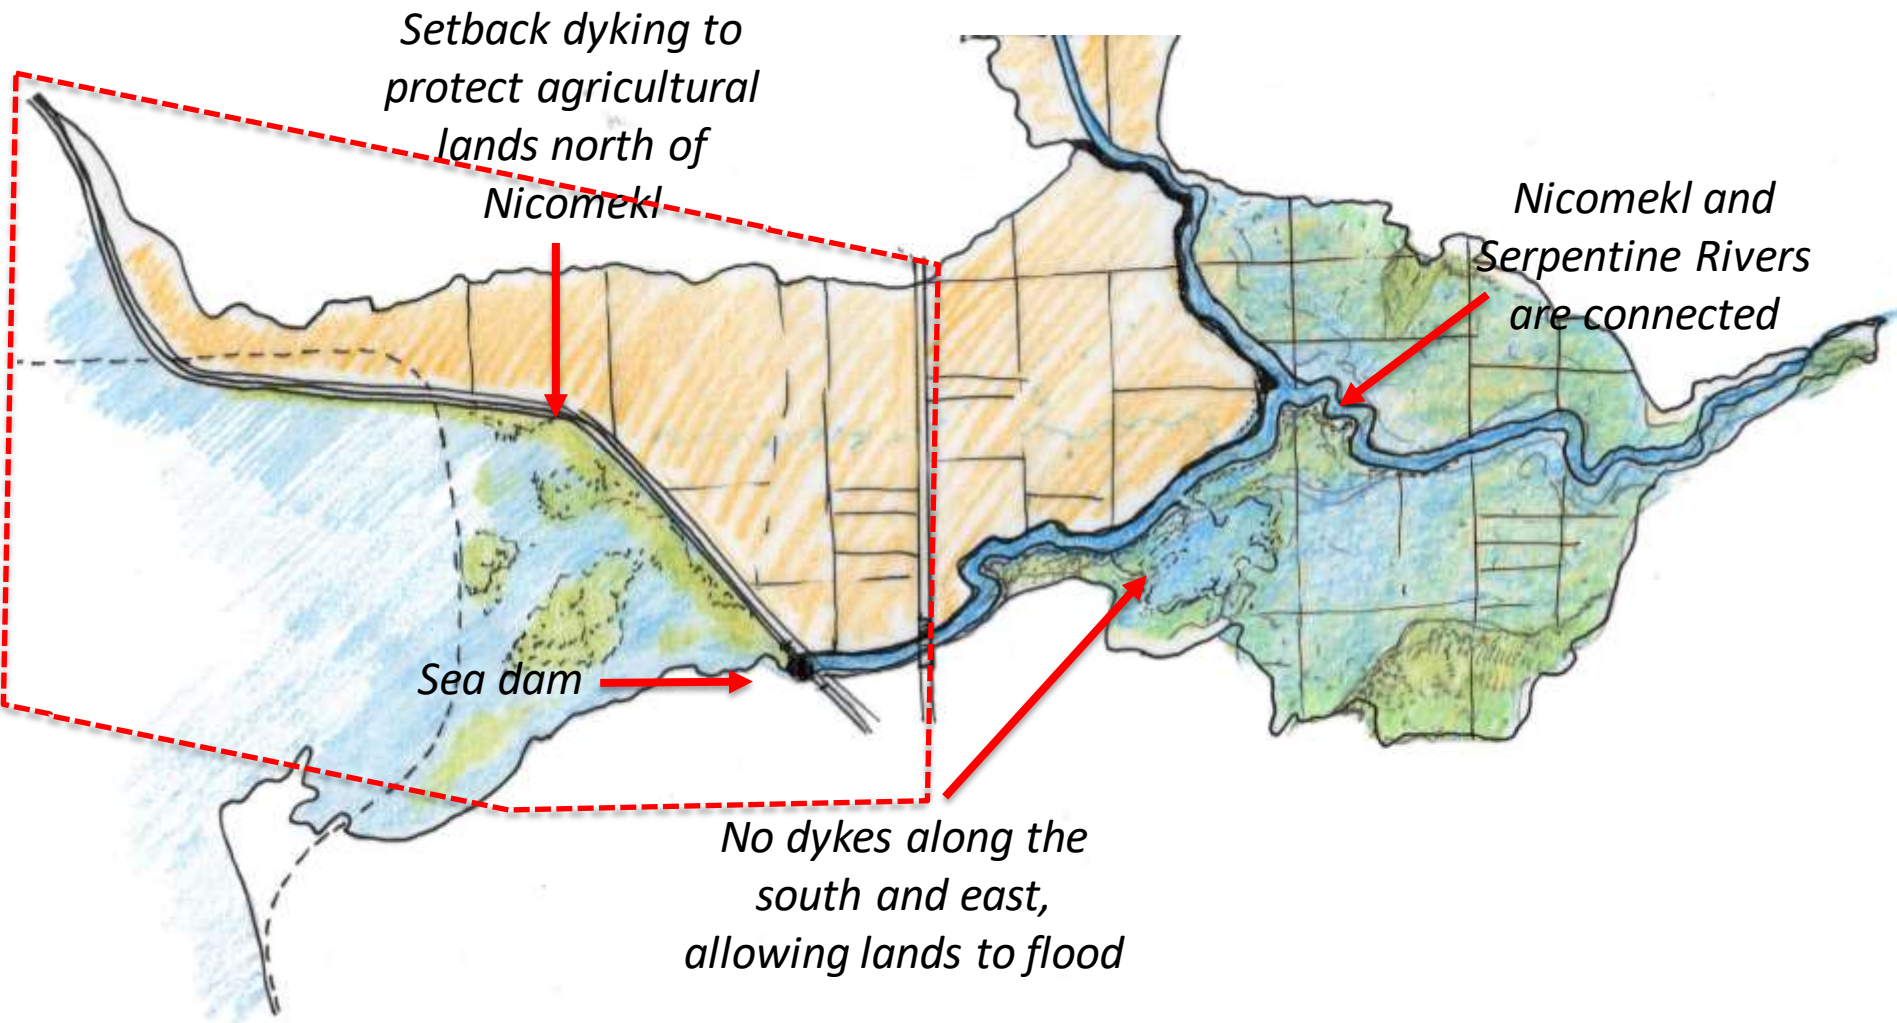 Setback dyking to
protect agricultural
lands north of
Nicomekl
Nicomekl and
Serpentine Rivers
are connected
Sea dam
No dykes along the
south and east,
allowing lands to flood